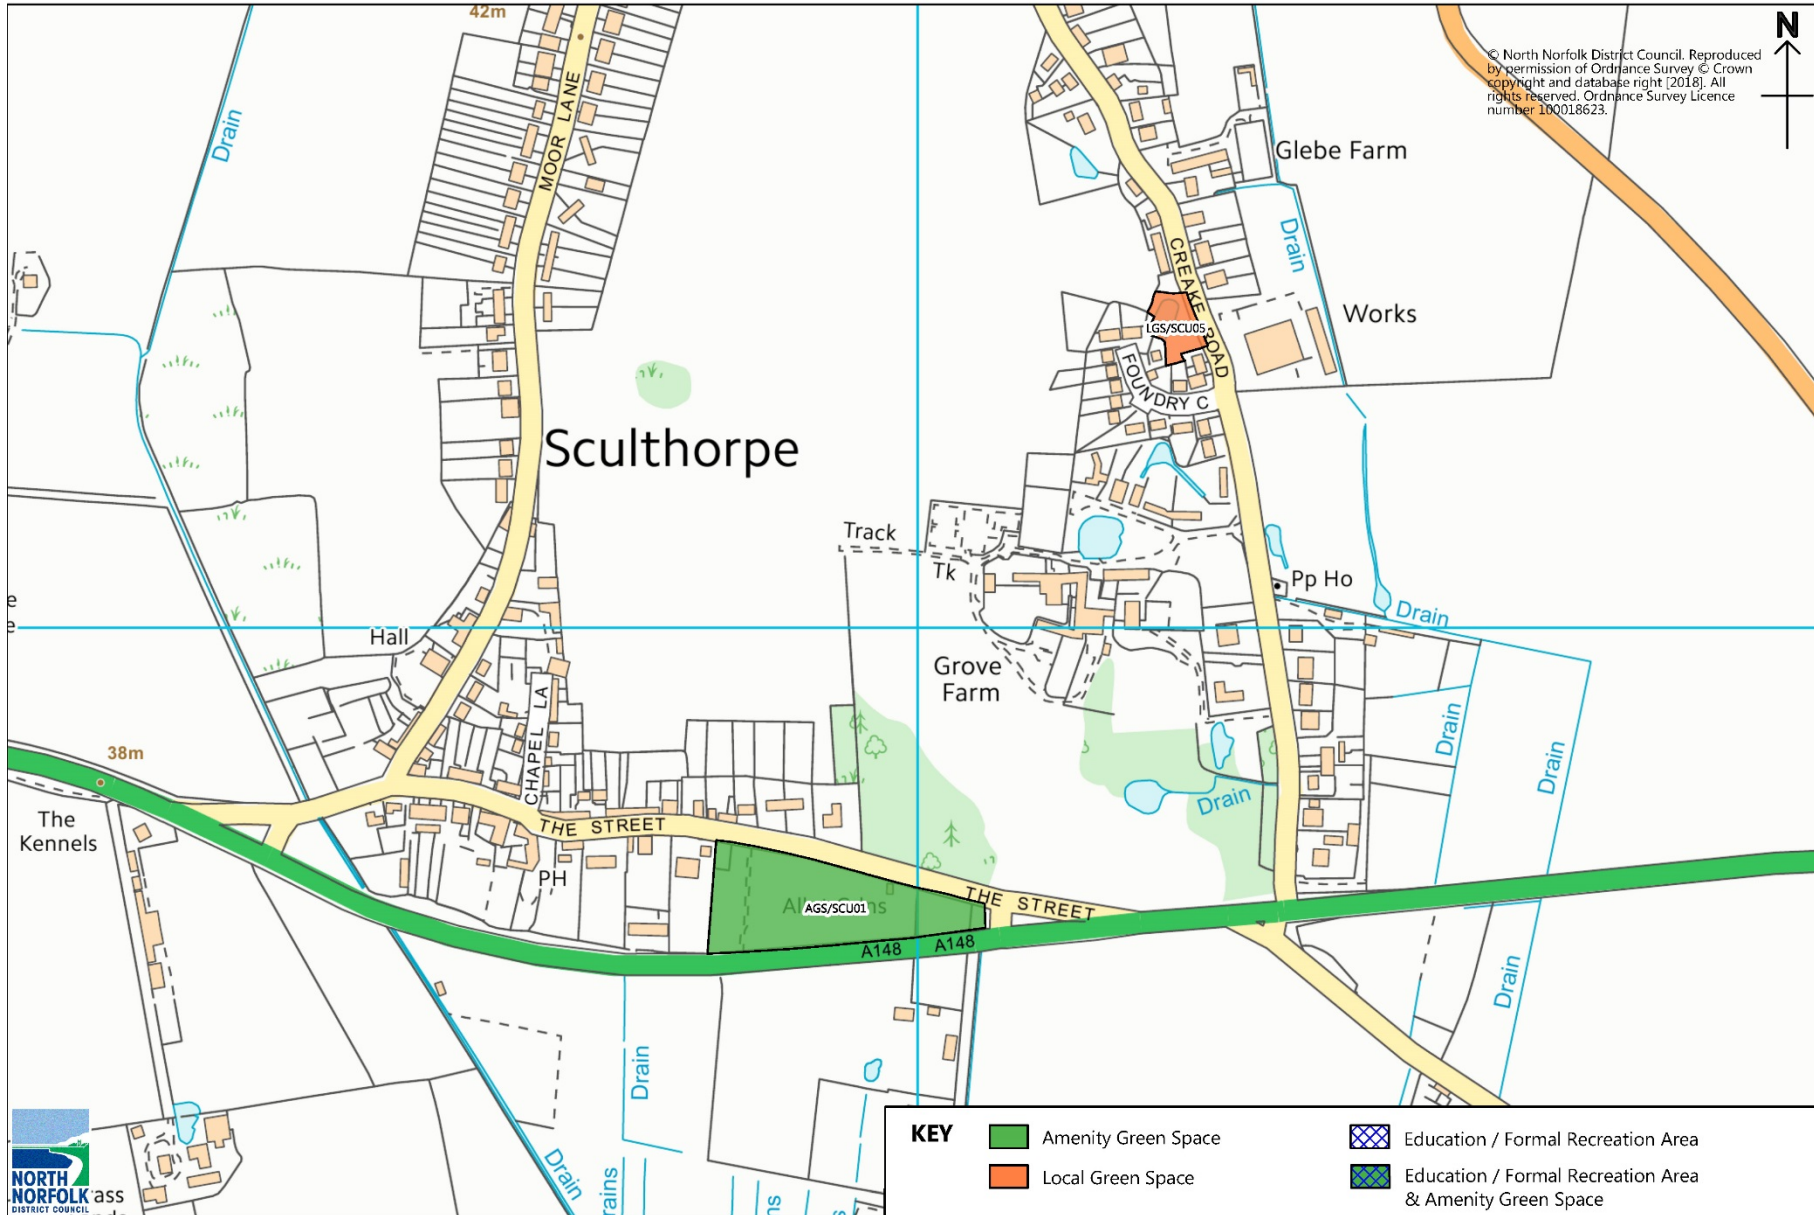 42m
N
© North Norfolk District Council. Reproduced
by permission of Ordnance Survey © Crown
copyright and database right [2018]. All
rights reserved. Ordnance Survey Licence
number 100018623.
Drain
MOOR LANE
Glebe Farm
Drain
CREAKE ROAD
Works
LGS/SCU05
FOUNDRY C
Sculthorpe
Track
Tk
Pp Ho
Drain
e
e
Hall
Grove
Farm
CHAPEL LA
Drain
Drain
38m
Drain
The
Kennels
THE STREET
PH
THE STREET
AGS/SCU01
A148
A148
Drain
Drain
Drain
rains
ns
s
NORTH
NORFOLK
DISTRICT COUNCIL
ass
KEY
Amenity Green Space
Local Green Space
Education / Formal Recreation Area
Education / Formal Recreation Area
& Amenity Green Space